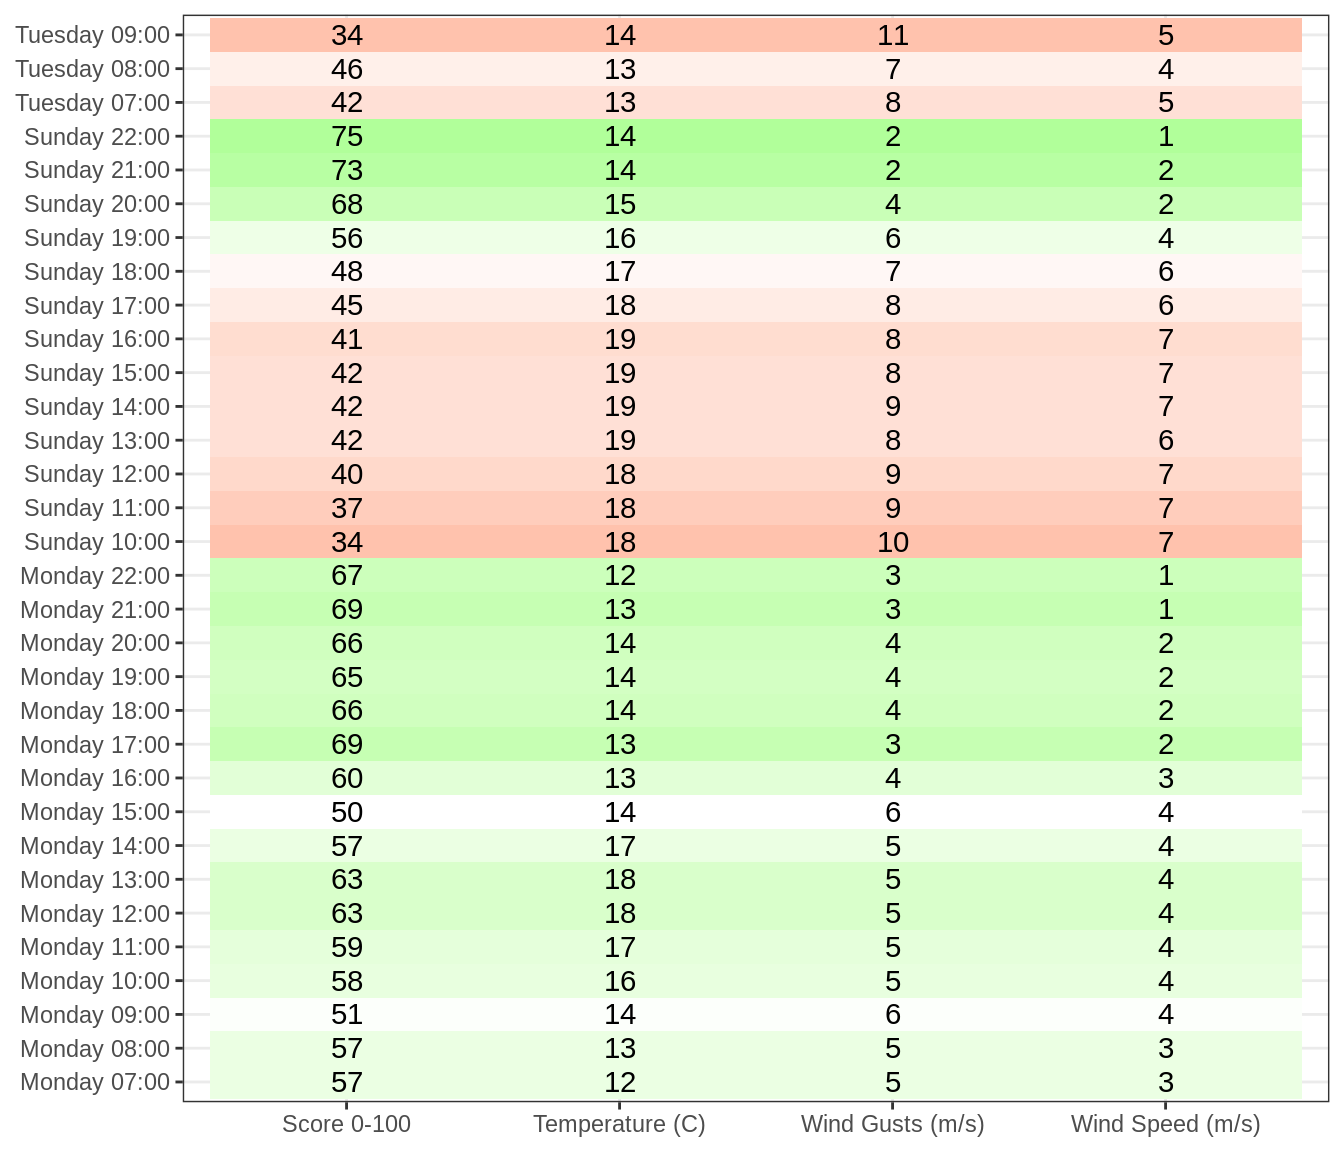 Tuesday 09:00 34 14 11 5
Tuesday 08:00 46 13 7 4
Tuesday 07:00 42 13 8 5
Sunday 22:00 75 14 2 1
Sunday 21:00 73 14 2 2
Sunday 20:00 68 15 4 2
Sunday 19:00 56 16 6 4
Sunday 18:00 48 17 7 6
Sunday 17:00 45 18 8 6
Sunday 16:00 41 19 8 7
Sunday 15:00 42 19 8 7
Sunday 14:00 42 19 9 7
Sunday 13:00 42 19 8 6
Sunday 12:00 40 18 9 7
Sunday 11:00 37 18 9 7
Sunday 10:00 34 18 10 7
Monday 22:00 67 12 3 1
Monday 21:00 69 13 3 1
Monday 20:00 66 14 4 2
Monday 19:00 65 14 4 2
Monday 18:00 66 14 4 2
Monday 17:00 69 13 3 2
Monday 16:00 60 13 4 3
Monday 15:00 50 14 6 4
Monday 14:00 57 17 5 4
Monday 13:00 63 18 5 4
Monday 12:00 63 18 5 4
Monday 11:00 59 17 5 4
Monday 10:00 58 16 5 4
Monday 09:00 51 14 6 4
Monday 08:00 57 13 5 3
Monday 07:00 57 12 5 3
Score 0-100 Temperature (C) Wind Gusts (m/s) Wind Speed (m/s)